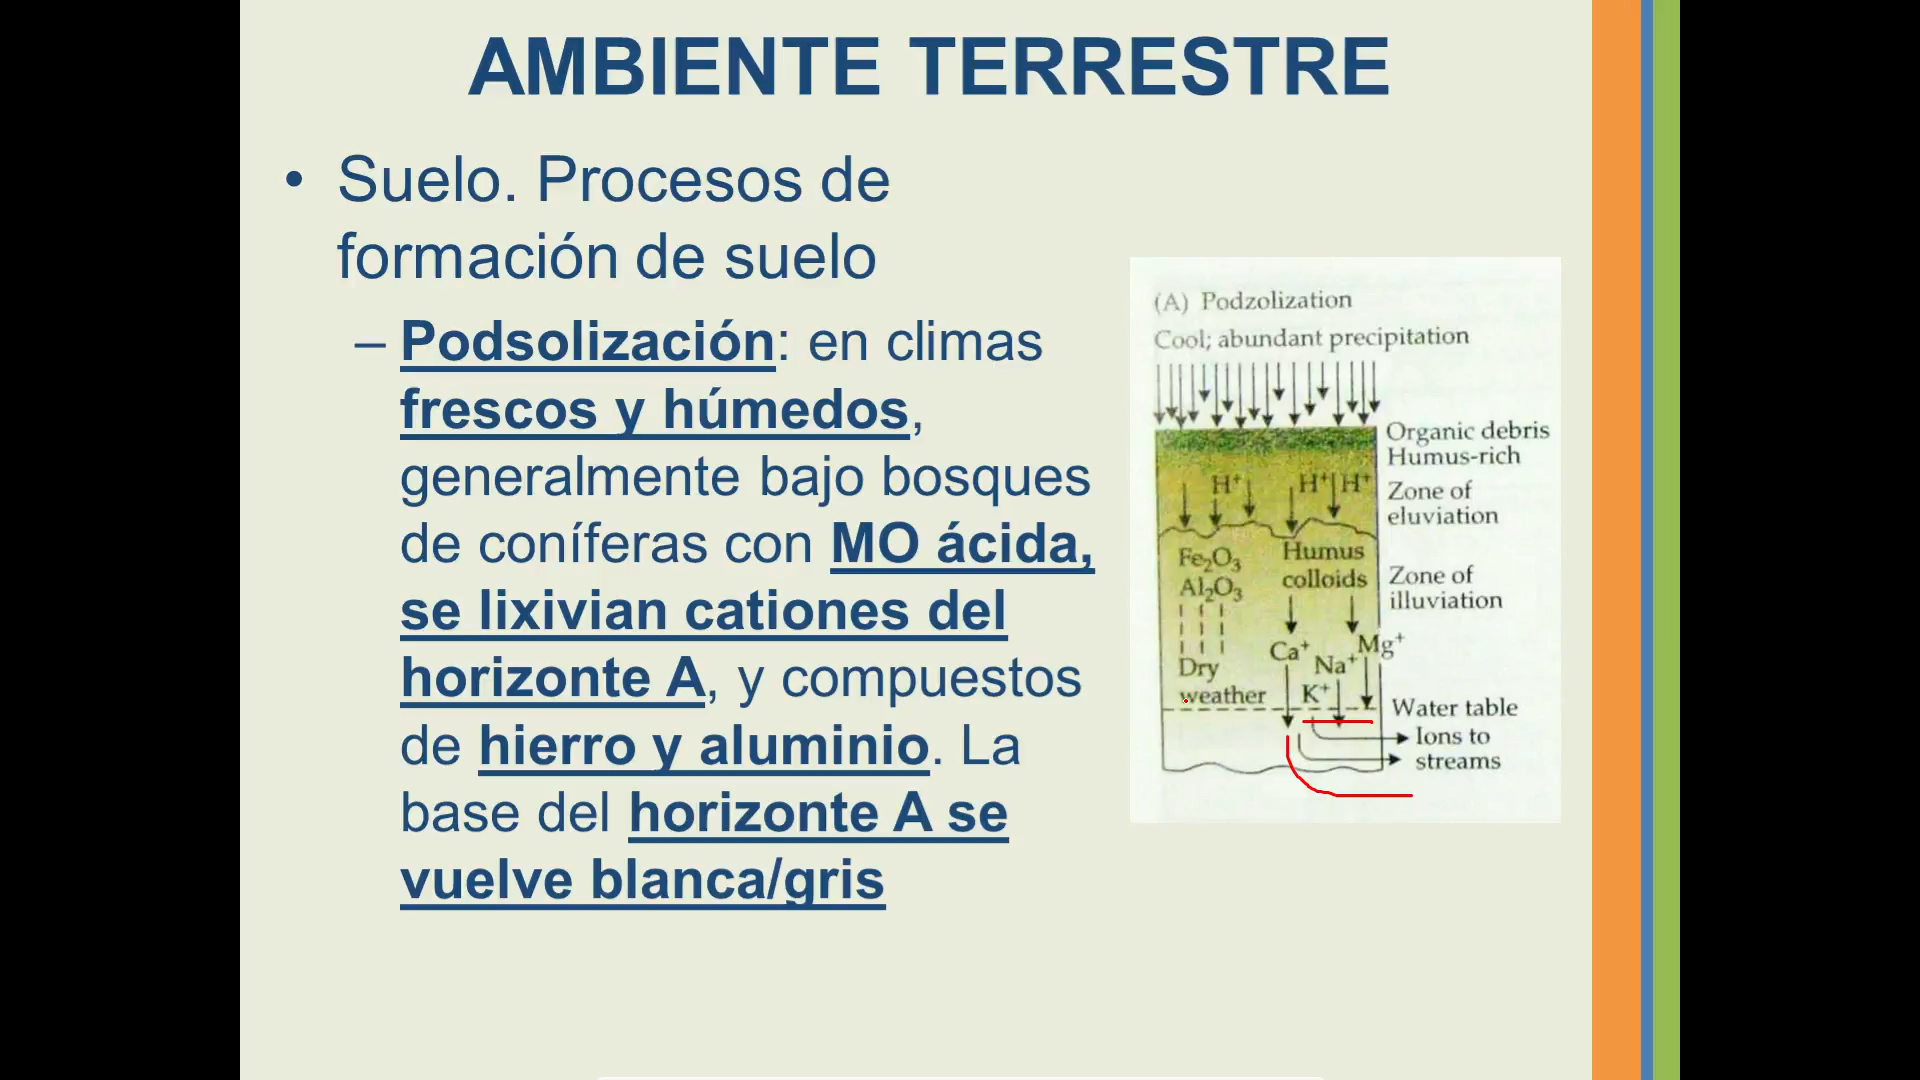 AMBIENTE TERRESTRE
• Suelo. Procesos de
formación de suelo
– Podsolización: en climas
frescos y húmedos,
generalmente bajo bosques
de coníferas con MO ácida,
se lixivian cationes del
horizonte A, y compuestos
de hierro y aluminio. La
base del horizonte A se
vuelve blanca/gris
(A) Podzolization
Cool; abundant precipitation
Organic debris
Humus-rich
H⁺ H⁺ H⁺
Zone of
eluviation
Fe₂O₃
Al₂O₃
Humus
colloids
Zone of
illuviation
Ca⁺ Na⁺ Mg⁺
K⁺
Dry
weather
Water table
Ions to
streams